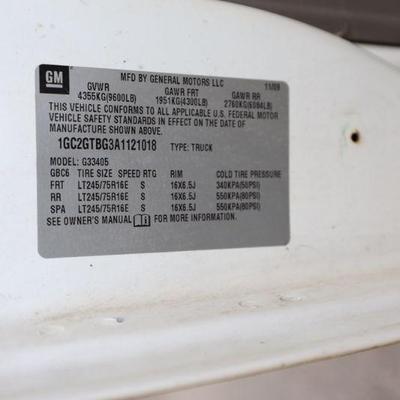 GM
MFD BY GENERAL MOTORS LLC 11/09
GVWR GAWR FRT GAWR RR
4355KG(9600LB) 1951KG(4300LB) 2760KG(6084LB)
THIS VEHICLE CONFORMS TO ALL APPLICABLE U.S. FEDERAL MOTOR
VEHICLE SAFETY STANDARDS IN EFFECT ON THE DATE OF
MANUFACTURE SHOWN ABOVE.
1GC2GTBG3A1121018 TYPE: TRUCK
MODEL: G33405
GBC6 TIRE SIZE SPEED RTG RIM COLD TIRE PRESSURE
FRT LT245/75R16E S 16X6.5J 340KPA(50PSI)
RR LT245/75R16E S 16X6.5J 550KPA(80PSI)
SPA LT245/75R16E S 16X6.5J 550KPA(80PSI)
SEE OWNER'S MANUAL FOR MORE INFORMATION